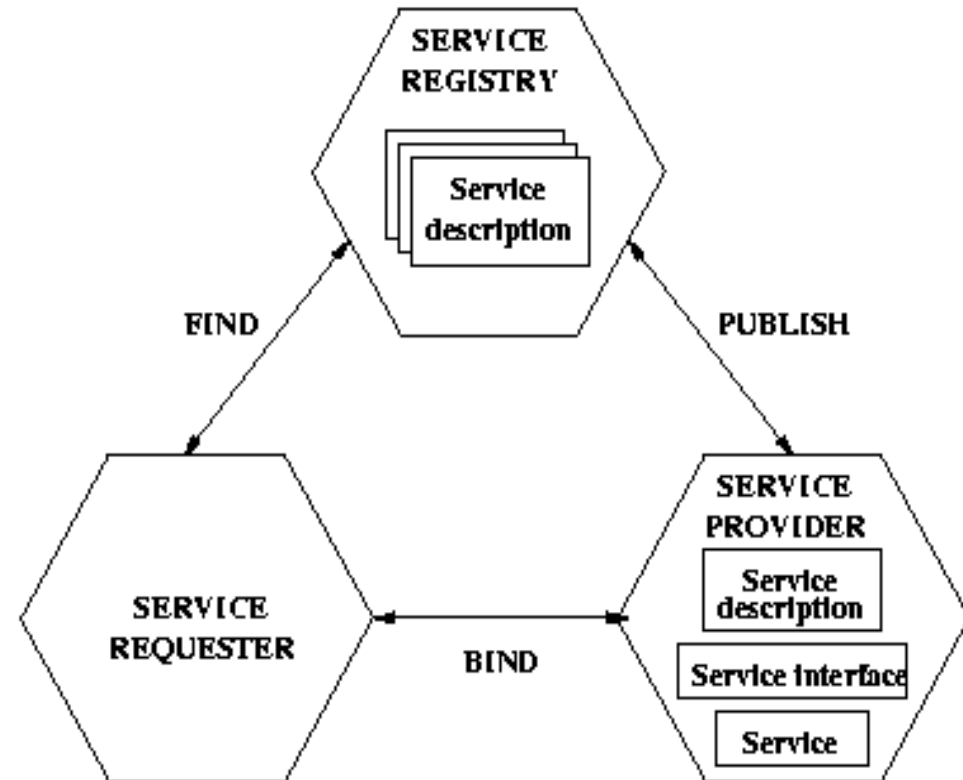 SERVICE
REGISTRY
Service
description
FIND
PUBLISH
SERVICE
REQUESTER
BIND
SERVICE
PROVIDER
Service
description
Service interface
Service